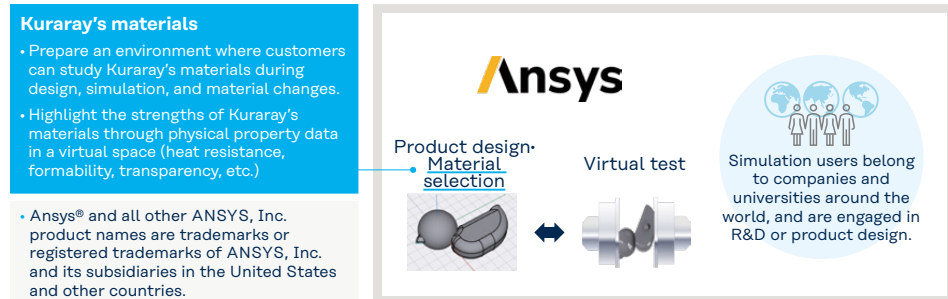 Kuraray's materials
• Prepare an environment where customers
can study Kuraray's materials during
design, simulation, and material changes.
• Highlight the strengths of Kuraray's
materials through physical property data
in a virtual space (heat resistance,
formability, transparency, etc.)
• Ansys® and all other ANSYS, Inc.
product names are trademarks or
registered trademarks of ANSYS, Inc.
and its subsidiaries in the United States
and other countries.
Ansys
Product design•
Material
selection
Virtual test
Simulation users belong
to companies and
universities around the
world, and are engaged in
R&D or product design.